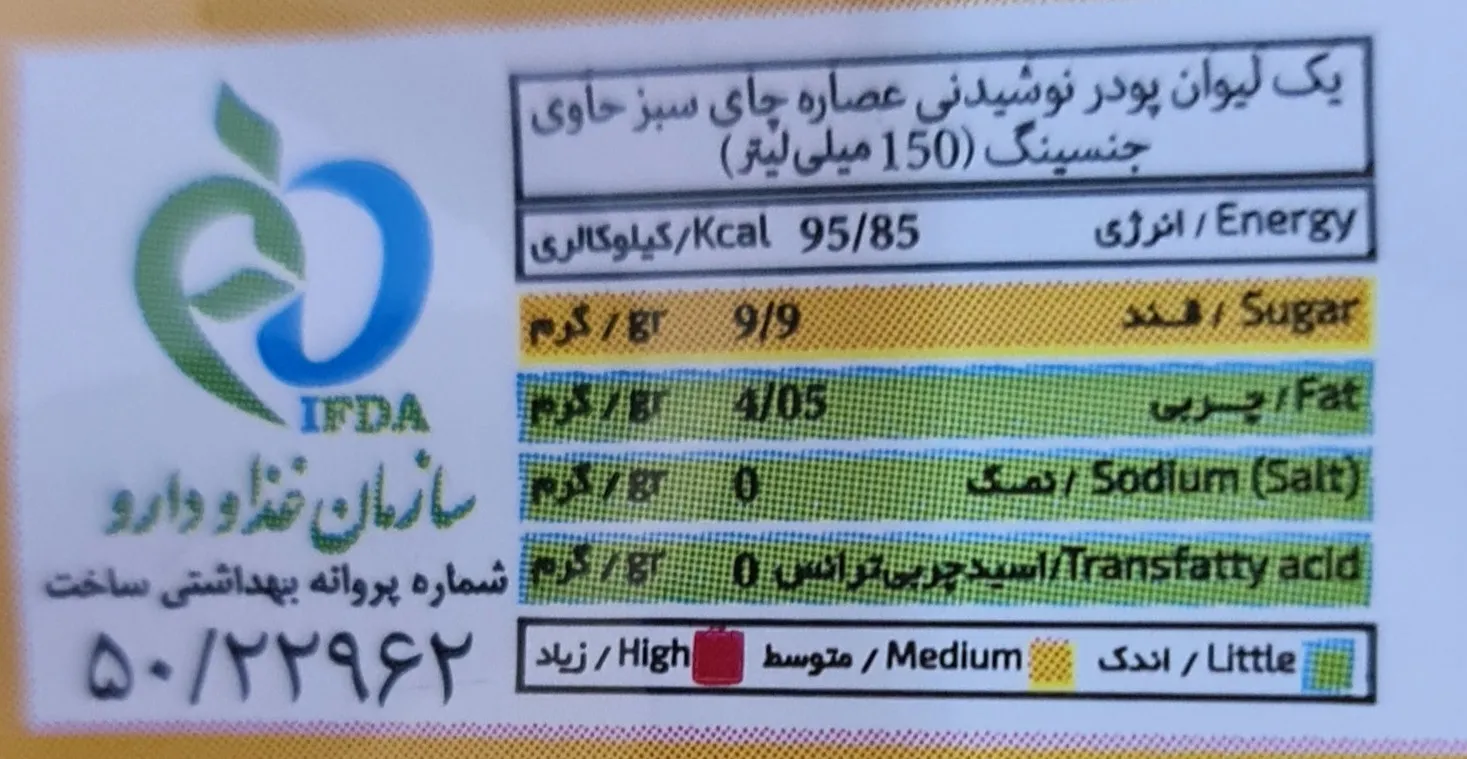 یک لیوان پودر نوشیدنی عصاره چای سبز حاوی
جنسینگ (150 میلی لیتر)
Energy / انرژی 95/85 Kcal/کیلوکالری
Sugar / قند 9/9 gr / گرم
Fat / چربی 4/05 gr / گرم
Sodium (Salt) / نمک 0 gr / گرم
Transfatty acid/اسیدچربی‌ترانس 0 gr / گرم
Little / اندک Medium / متوسط High / زیاد
IFDA
سازمان غذا و دارو
شماره پروانه بهداشتی ساخت
۵۰/۲۲۹۶۲